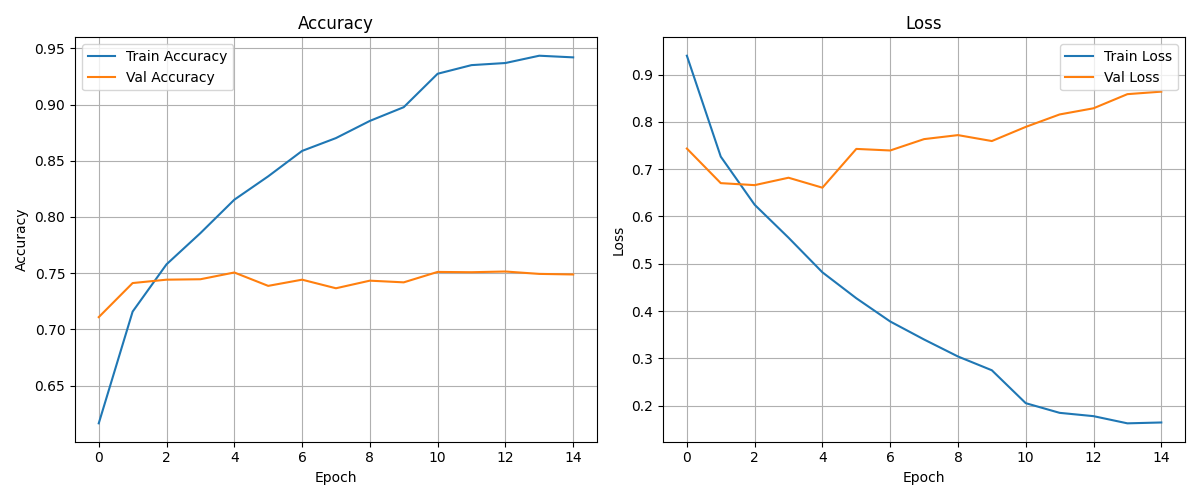 Accuracy
Train Accuracy
Val Accuracy
0.95
0.90
0.85
0.80
0.75
0.70
0.65
Accuracy
0 2 4 6 8 10 12 14
Epoch
Loss
Train Loss
Val Loss
0.9
0.8
0.7
0.6
0.5
0.4
0.3
0.2
Loss
0 2 4 6 8 10 12 14
Epoch